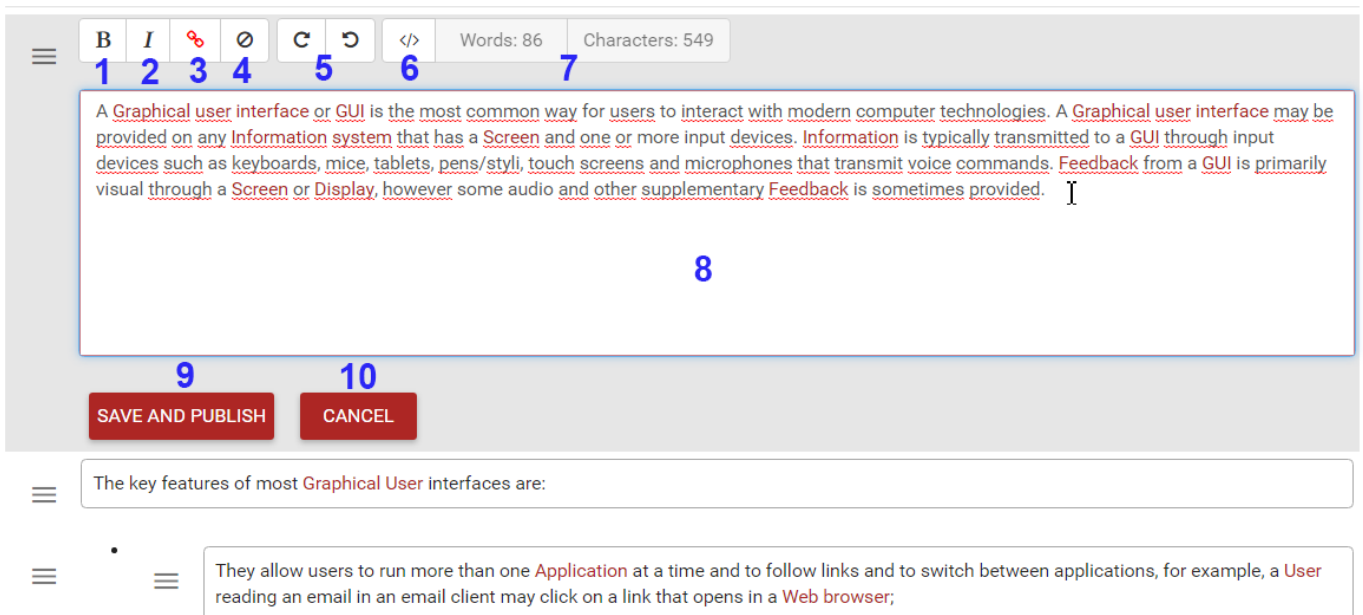 B I </> Words: 86 Characters: 549
1 2 3 4 5 6 7
A Graphical user interface or GUI is the most common way for users to interact with modern computer technologies. A Graphical user interface may be
provided on any Information system that has a Screen and one or more input devices. Information is typically transmitted to a GUI through input
devices such as keyboards, mice, tablets, pens/styli, touch screens and microphones that transmit voice commands. Feedback from a GUI is primarily
visual through a Screen or Display, however some audio and other supplementary Feedback is sometimes provided.
8
9 10
SAVE AND PUBLISH CANCEL
The key features of most Graphical User interfaces are:
• They allow users to run more than one Application at a time and to follow links and to switch between applications, for example, a User
reading an email in an email client may click on a link that opens in a Web browser;